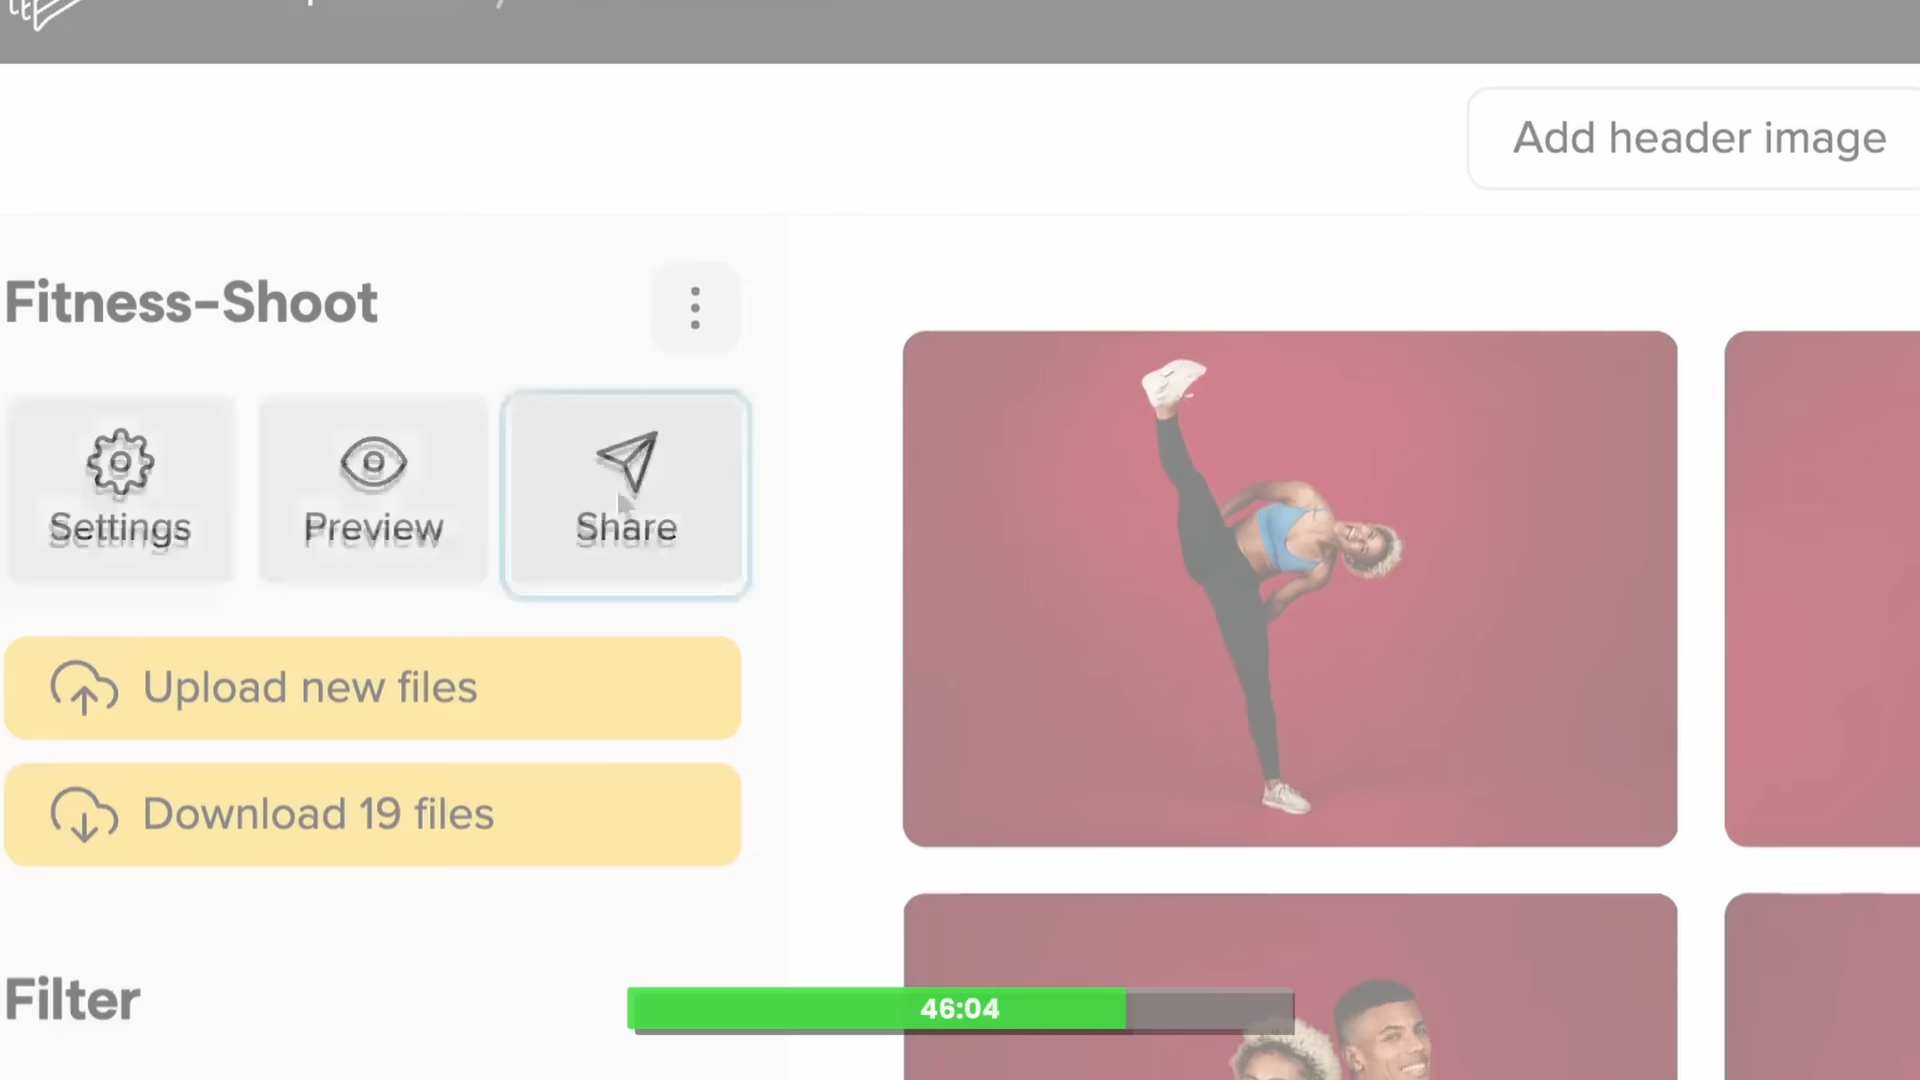 Add header image
Fitness-Shoot
Settings
Preview
Share
Upload new files
Download 19 files
Filter
46:04